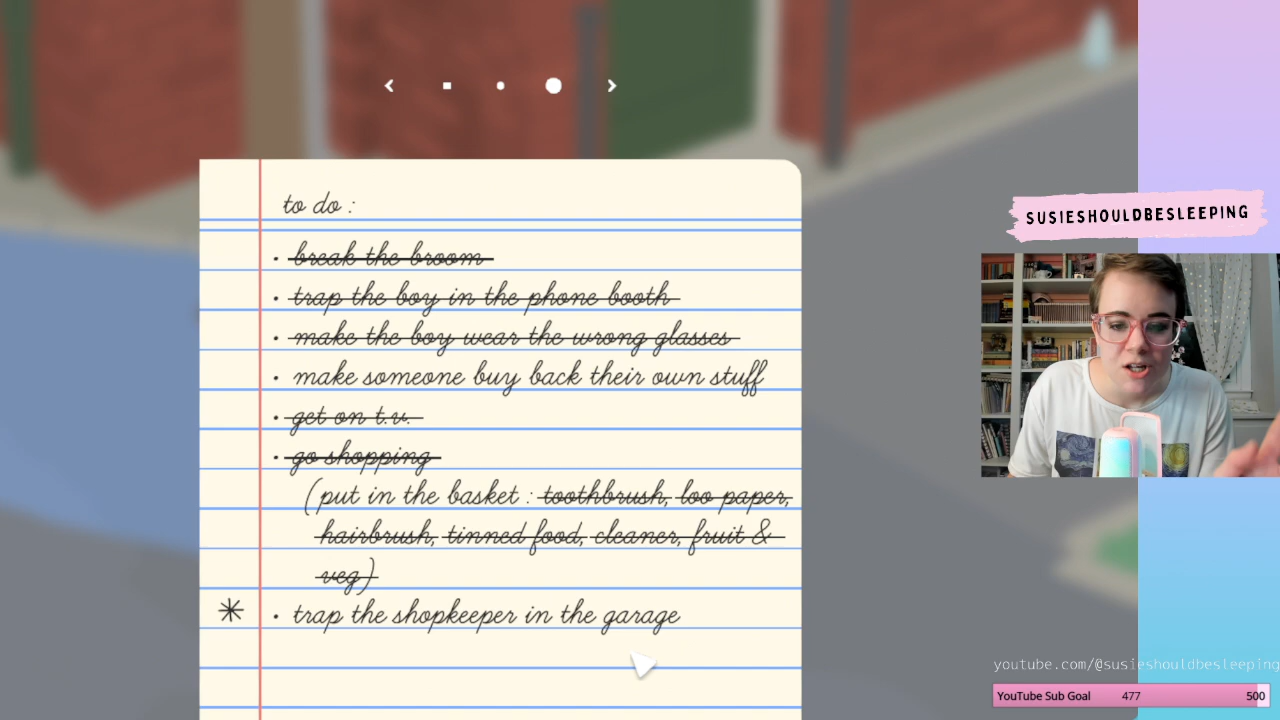 to do :
• break the broom
• trap the boy in the phone booth
• make the boy wear the wrong glasses
• make someone buy back their own stuff
• get on t.v.
• go shopping
(put in the basket : toothbrush, loo paper,
hairbrush, tinned food, cleaner, fruit &
veg)
• trap the shopkeeper in the garage
SUSIESHOULDBESLEEPING
youtube.com/@susieshouldbesleeping
YouTube Sub Goal 477 500